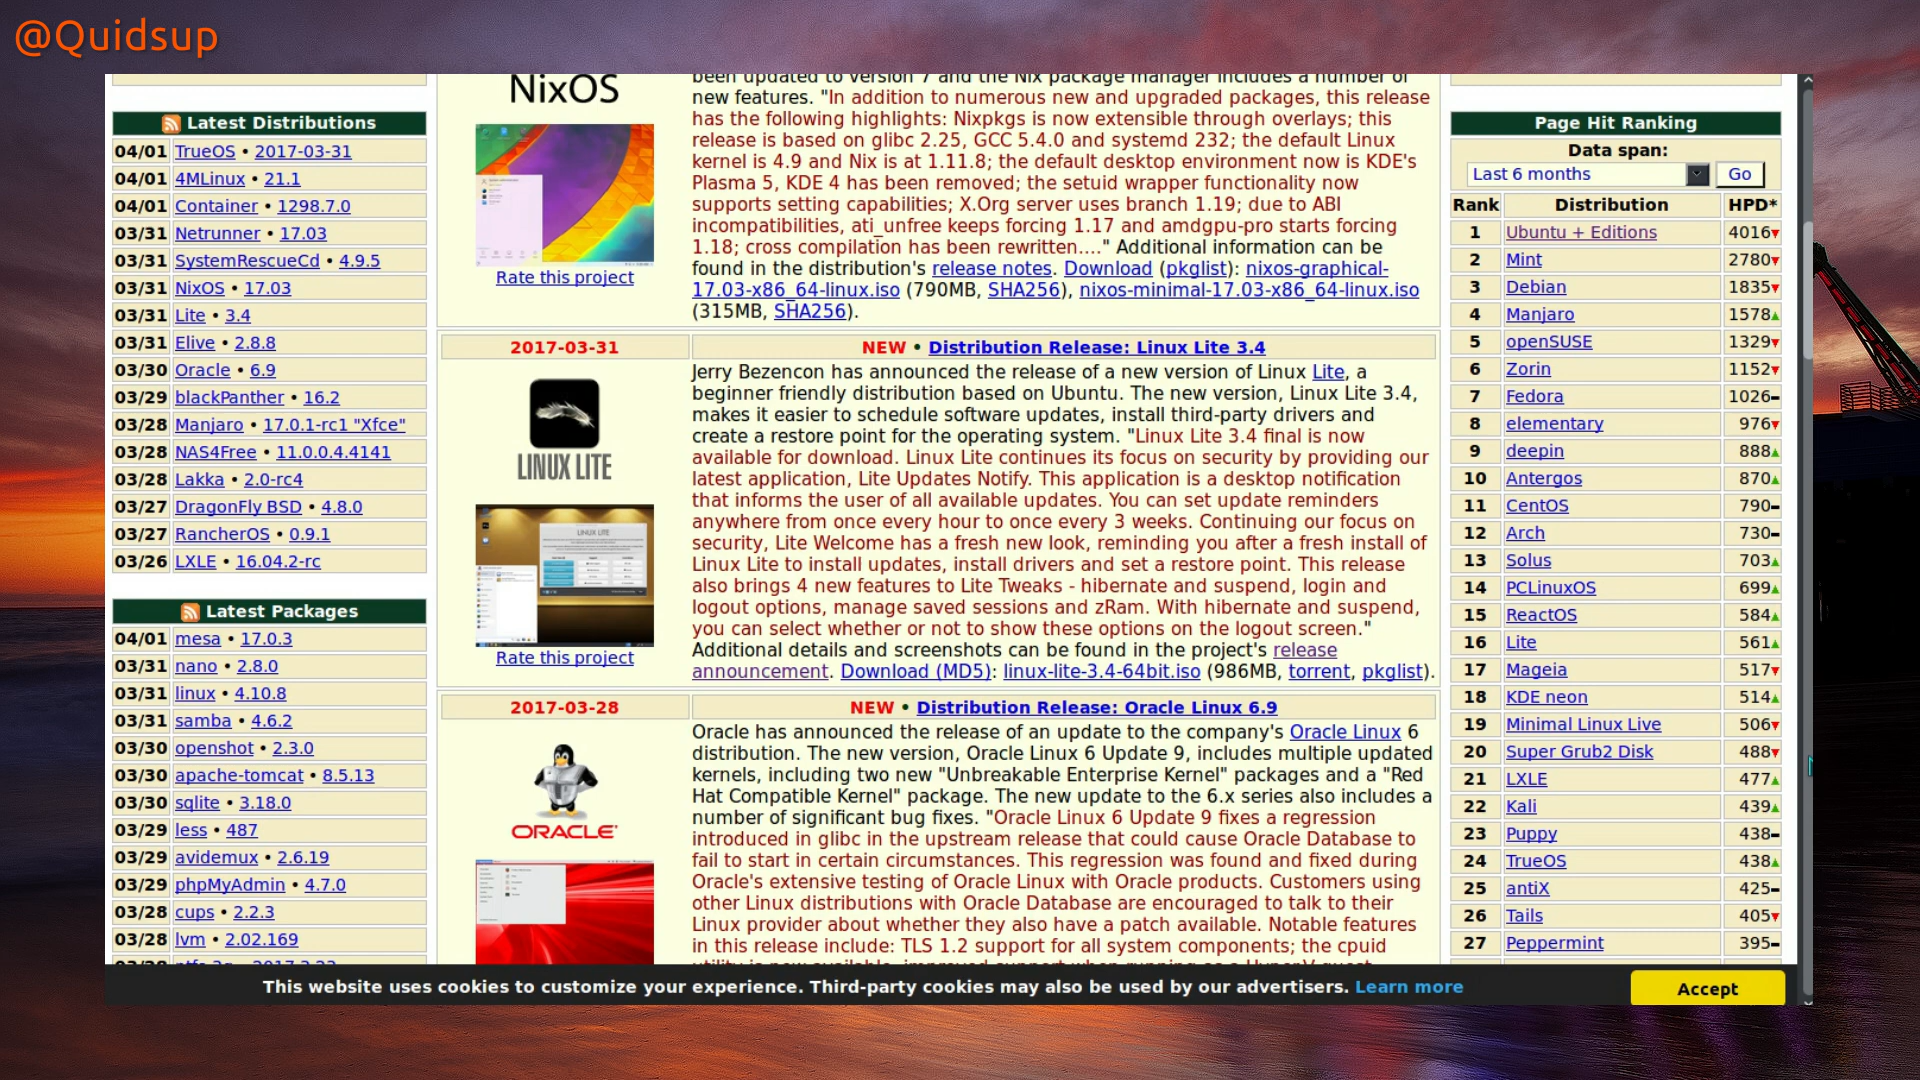 @Quidsup
Latest Distributions
04/01 TrueOS • 2017-03-31
04/01 4MLinux • 21.1
04/01 Container • 1298.7.0
03/31 Netrunner • 17.03
03/31 SystemRescueCd • 4.9.5
03/31 NixOS • 17.03
03/31 Lite • 3.4
03/31 Elive • 2.8.8
03/30 Oracle • 6.9
03/29 blackPanther • 16.2
03/28 Manjaro • 17.0.1-rc1 "Xfce"
03/28 NAS4Free • 11.0.0.4.4141
03/28 Lakka • 2.0-rc4
03/27 DragonFly BSD • 4.8.0
03/27 RancherOS • 0.9.1
03/26 LXLE • 16.04.2-rc
Latest Packages
04/01 mesa • 17.0.3
03/31 nano • 2.8.0
03/31 linux • 4.10.8
03/31 samba • 4.6.2
03/30 openshot • 2.3.0
03/30 apache-tomcat • 8.5.13
03/30 sqlite • 3.18.0
03/29 less • 487
03/29 avidemux • 2.6.19
03/29 phpMyAdmin • 4.7.0
03/28 cups • 2.2.3
03/28 lvm • 2.02.169
NixOS
Rate this project
been updated to version 7 and the Nix package manager includes a number of
new features. "In addition to numerous new and upgraded packages, this release
has the following highlights: Nixpkgs is now extensible through overlays; this
release is based on glibc 2.25, GCC 5.4.0 and systemd 232; the default Linux
kernel is 4.9 and Nix is at 1.11.8; the default desktop environment now is KDE's
Plasma 5, KDE 4 has been removed; the setuid wrapper functionality now
supports setting capabilities; X.Org server uses branch 1.19; due to ABI
incompatibilities, ati_unfree keeps forcing 1.17 and amdgpu-pro starts forcing
1.18; cross compilation has been rewritten...." Additional information can be
found in the distribution's release notes. Download (pkglist): nixos-graphical-
17.03-x86_64-linux.iso (790MB, SHA256), nixos-minimal-17.03-x86_64-linux.iso
(315MB, SHA256).
2017-03-31
NEW • Distribution Release: Linux Lite 3.4
LINUX LITE
LINUX LITE
Rate this project
Jerry Bezencon has announced the release of a new version of Linux Lite, a
beginner friendly distribution based on Ubuntu. The new version, Linux Lite 3.4,
makes it easier to schedule software updates, install third-party drivers and
create a restore point for the operating system. "Linux Lite 3.4 final is now
available for download. Linux Lite continues its focus on security by providing our
latest application, Lite Updates Notify. This application is a desktop notification
that informs the user of all available updates. You can set update reminders
anywhere from once every hour to once every 3 weeks. Continuing our focus on
security, Lite Welcome has a fresh new look, reminding you after a fresh install of
Linux Lite to install updates, install drivers and set a restore point. This release
also brings 4 new features to Lite Tweaks - hibernate and suspend, login and
logout options, manage saved sessions and zRam. With hibernate and suspend,
you can select whether or not to show these options on the logout screen."
Additional details and screenshots can be found in the project's release
announcement. Download (MD5): linux-lite-3.4-64bit.iso (986MB, torrent, pkglist).
2017-03-28
NEW • Distribution Release: Oracle Linux 6.9
ORACLE
Oracle has announced the release of an update to the company's Oracle Linux 6
distribution. The new version, Oracle Linux 6 Update 9, includes multiple updated
kernels, including two new "Unbreakable Enterprise Kernel" packages and a "Red
Hat Compatible Kernel" package. The new update to the 6.x series also includes a
number of significant bug fixes. "Oracle Linux 6 Update 9 fixes a regression
introduced in glibc in the upstream release that could cause Oracle Database to
fail to start in certain circumstances. This regression was found and fixed during
Oracle's extensive testing of Oracle Linux with Oracle products. Customers using
other Linux distributions with Oracle Database are encouraged to talk to their
Linux provider about whether they also have a patch available. Notable features
in this release include: TLS 1.2 support for all system components; the cpuid
Page Hit Ranking
Data span:
Last 6 months Go
Rank Distribution HPD*
1 Ubuntu + Editions 4016
2 Mint 2780
3 Debian 1835
4 Manjaro 1578
5 openSUSE 1329
6 Zorin 1152
7 Fedora 1026
8 elementary 976
9 deepin 888
10 Antergos 870
11 CentOS 790
12 Arch 730
13 Solus 703
14 PCLinuxOS 699
15 ReactOS 584
16 Lite 561
17 Mageia 517
18 KDE neon 514
19 Minimal Linux Live 506
20 Super Grub2 Disk 488
21 LXLE 477
22 Kali 439
23 Puppy 438
24 TrueOS 438
25 antiX 425
26 Tails 405
27 Peppermint 395
This website uses cookies to customize your experience. Third-party cookies may also be used by our advertisers. Learn more
Accept